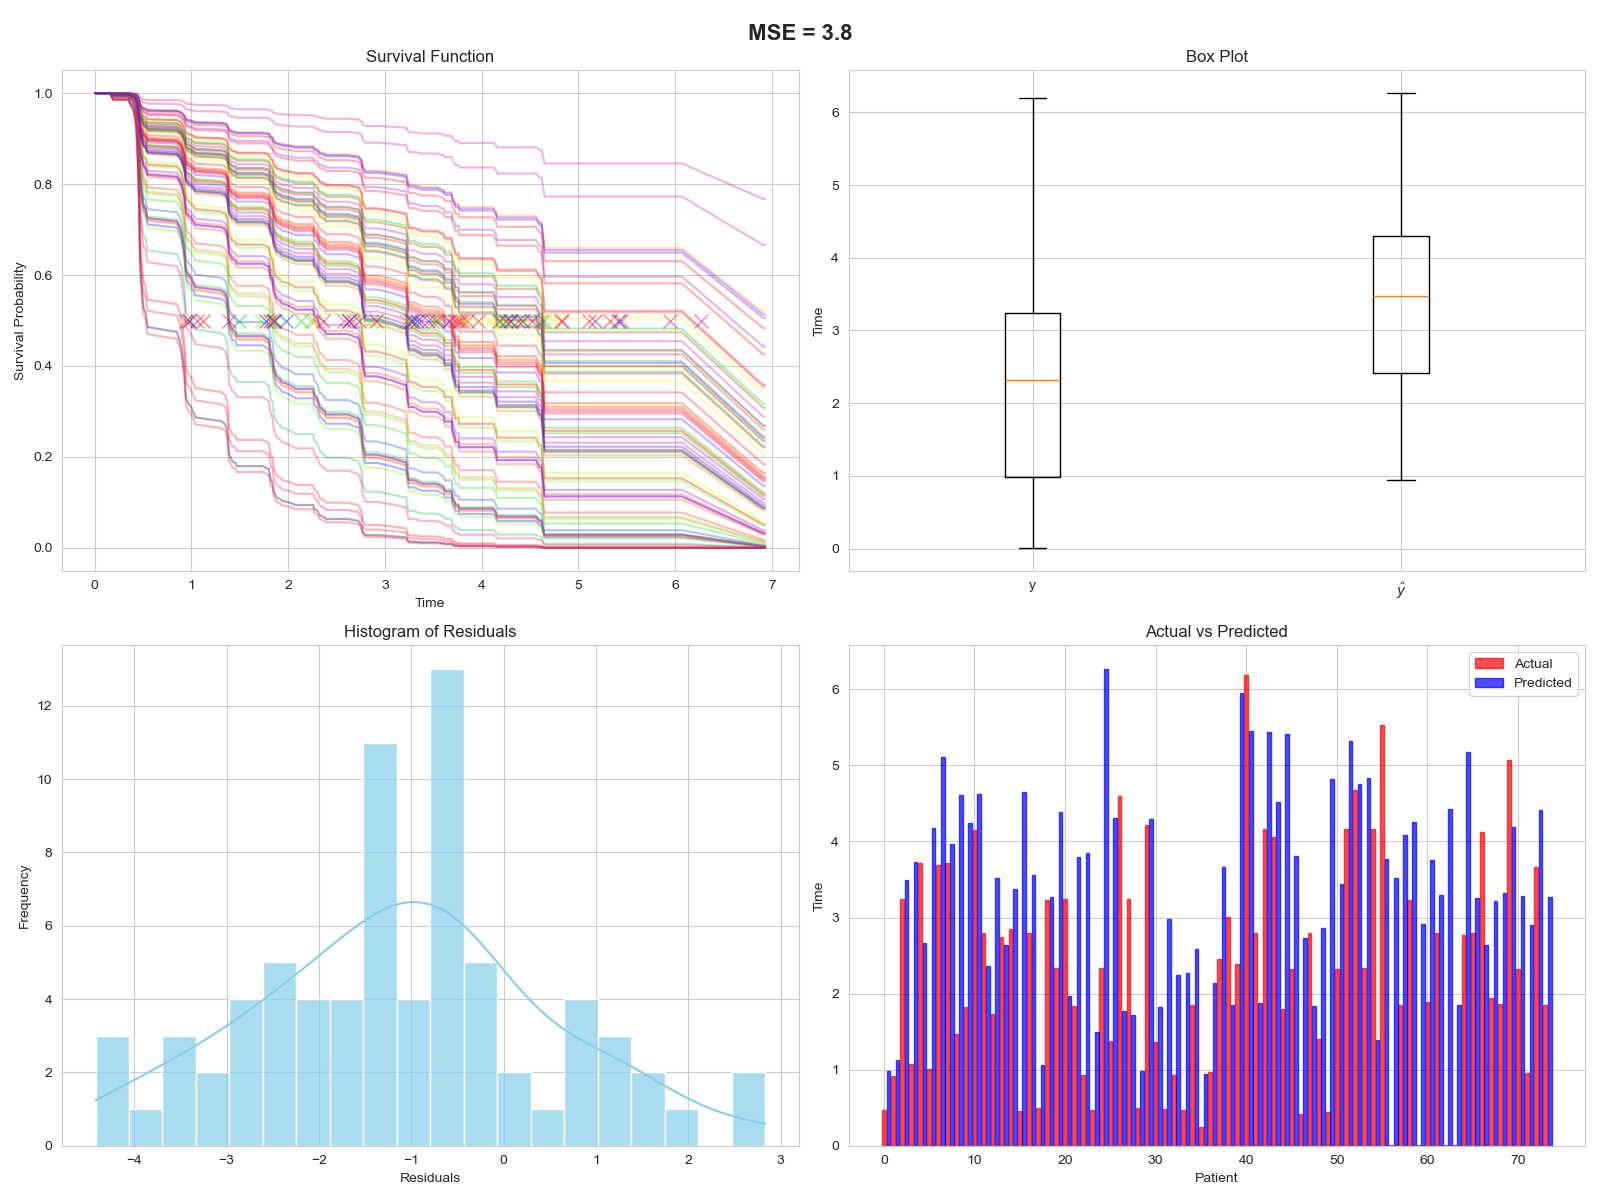 MSE = 3.8
Survival Function
Survival Probability
1.0
0.8
0.6
0.4
0.2
0.0
0 1 2 3 4 5 6 7
Time
Box Plot
Time
6
5
4
3
2
1
0
y ŷ
Histogram of Residuals
Frequency
12
10
8
6
4
2
0
−4 −3 −2 −1 0 1 2 3
Residuals
Actual vs Predicted
Actual
Predicted
Time
6
5
4
3
2
1
0
0 10 20 30 40 50 60 70
Patient